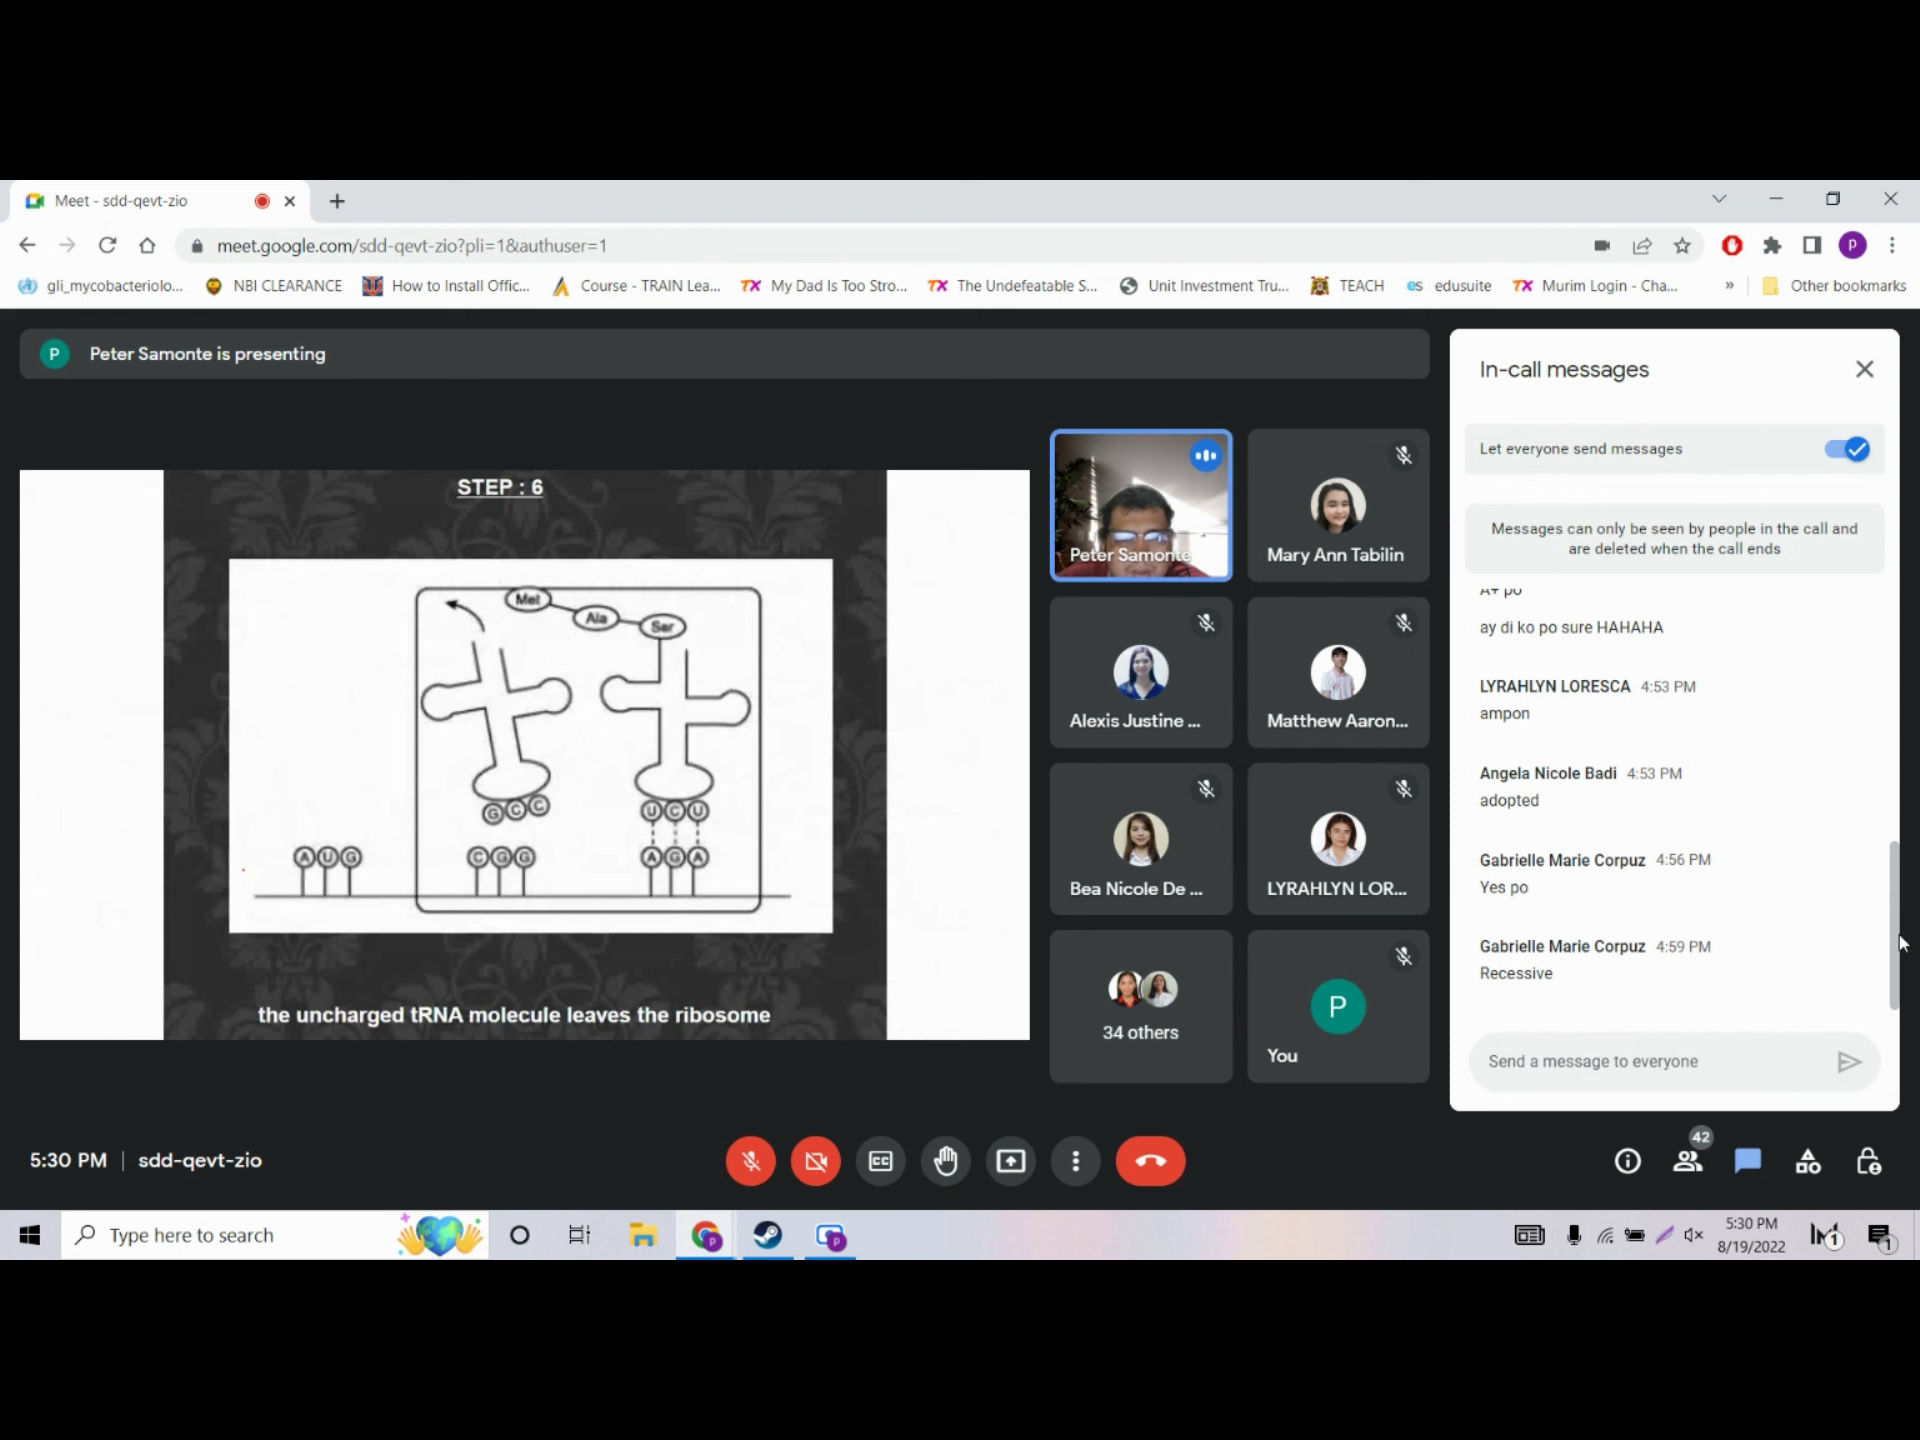 Meet - sdd-qevt-zio
meet.google.com/sdd-qevt-zio?pli=1&authuser=1
P
gli_mycobacteriolo...
NBI CLEARANCE
How to Install Offic...
Course - TRAIN Lea...
TX My Dad Is Too Stro...
TX The Undefeatable S...
Unit Investment Tru...
TEACH
es edusuite
TX Murim Login - Cha...
»
Other bookmarks
P Peter Samonte is presenting
STEP : 6
Met
Ala
Ser
G C C
U C U
A U G
C G G
A G A
the uncharged tRNA molecule leaves the ribosome
Peter Samonte
Mary Ann Tabilin
Alexis Justine ...
Matthew Aaron...
Bea Nicole De ...
LYRAHLYN LOR...
34 others
P
You
In-call messages
Let everyone send messages
Messages can only be seen by people in the call and
are deleted when the call ends
A+ po
ay di ko po sure HAHAHA
LYRAHLYN LORESCA 4:53 PM
ampon
Angela Nicole Badi 4:53 PM
adopted
Gabrielle Marie Corpuz 4:56 PM
Yes po
Gabrielle Marie Corpuz 4:59 PM
Recessive
Send a message to everyone
5:30 PM | sdd-qevt-zio
CC
42
Type here to search
5:30 PM
8/19/2022
1
1